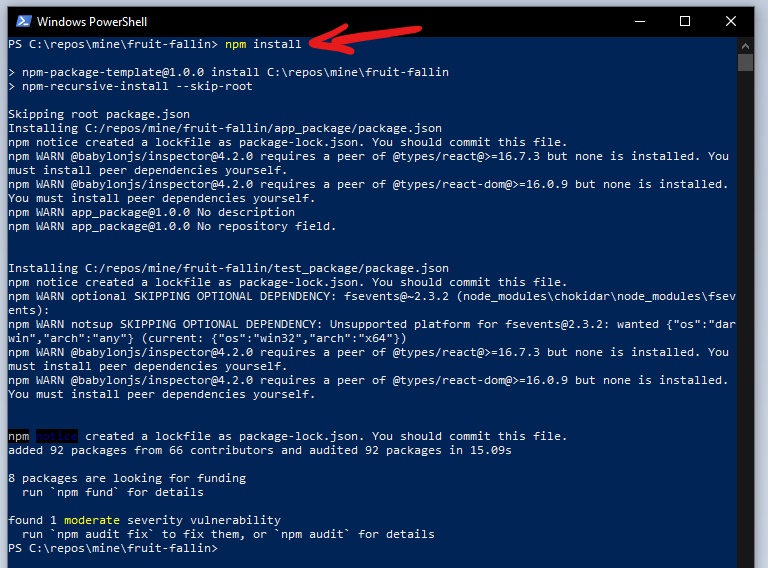 Windows PowerShell
PS C:\repos\mine\fruit-fallin> npm install
> npm-package-template@1.0.0 install C:\repos\mine\fruit-fallin
> npm-recursive-install --skip-root
Skipping root package.json
Installing C:/repos/mine/fruit-fallin/app_package/package.json
npm notice created a lockfile as package-lock.json. You should commit this file.
npm WARN @babylonjs/inspector@4.2.0 requires a peer of @types/react@>=16.7.3 but none is installed. You
must install peer dependencies yourself.
npm WARN @babylonjs/inspector@4.2.0 requires a peer of @types/react-dom@>=16.0.9 but none is installed.
You must install peer dependencies yourself.
npm WARN app_package@1.0.0 No description
npm WARN app_package@1.0.0 No repository field.
Installing C:/repos/mine/fruit-fallin/test_package/package.json
npm notice created a lockfile as package-lock.json. You should commit this file.
npm WARN optional SKIPPING OPTIONAL DEPENDENCY: fsevents@~2.3.2 (node_modules\chokidar\node_modules\fsev
ents):
npm WARN notsup SKIPPING OPTIONAL DEPENDENCY: Unsupported platform for fsevents@2.3.2: wanted {"os":"dar
win","arch":"any"} (current: {"os":"win32","arch":"x64"})
npm WARN @babylonjs/inspector@4.2.0 requires a peer of @types/react@>=16.7.3 but none is installed. You
must install peer dependencies yourself.
npm WARN @babylonjs/inspector@4.2.0 requires a peer of @types/react-dom@>=16.0.9 but none is installed.
You must install peer dependencies yourself.
npm notice created a lockfile as package-lock.json. You should commit this file.
added 92 packages from 66 contributors and audited 92 packages in 15.09s
8 packages are looking for funding
run `npm fund` for details
found 1 moderate severity vulnerability
run `npm audit fix` to fix them, or `npm audit` for details
PS C:\repos\mine\fruit-fallin>